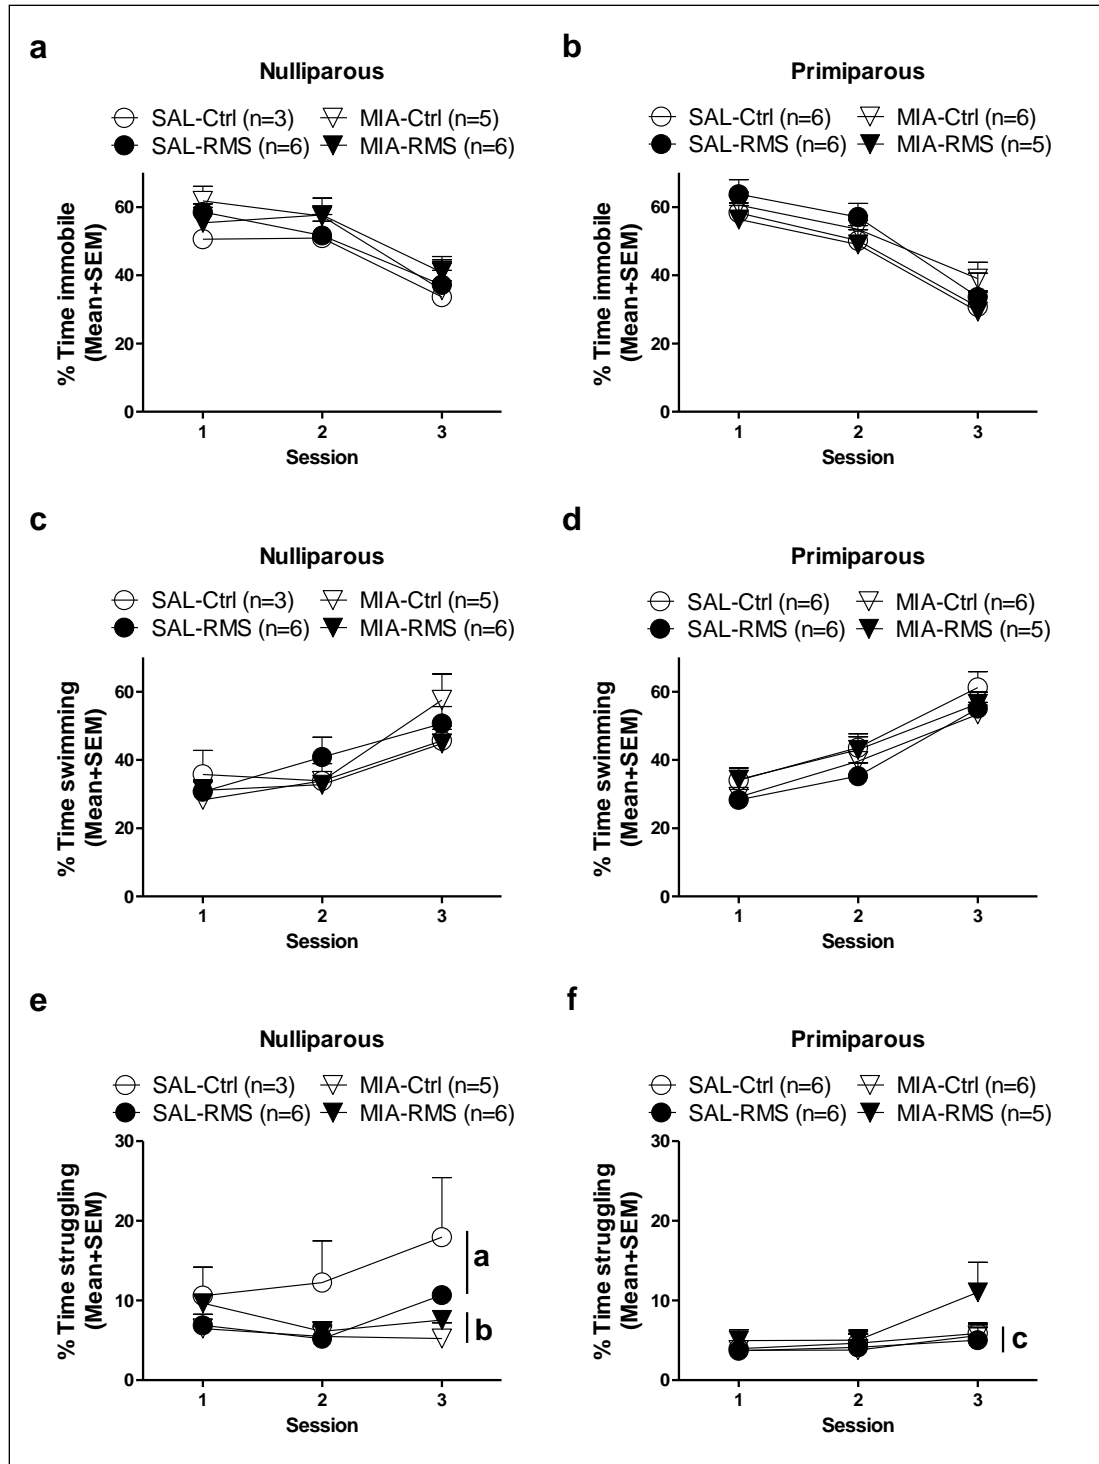 a
Nulliparous
SAL-Ctrl (n=3) MIA-Ctrl (n=5)
SAL-RMS (n=6) MIA-RMS (n=6)
% Time immobile
(Mean+SEM)
60
40
20
0
1 2 3
Session
b
Primiparous
SAL-Ctrl (n=6) MIA-Ctrl (n=6)
SAL-RMS (n=6) MIA-RMS (n=5)
% Time immobile
(Mean+SEM)
60
40
20
0
1 2 3
Session
c
Nulliparous
SAL-Ctrl (n=3) MIA-Ctrl (n=5)
SAL-RMS (n=6) MIA-RMS (n=6)
% Time swimming
(Mean+SEM)
60
40
20
0
1 2 3
Session
d
Primiparous
SAL-Ctrl (n=6) MIA-Ctrl (n=6)
SAL-RMS (n=6) MIA-RMS (n=5)
% Time swimming
(Mean+SEM)
60
40
20
0
1 2 3
Session
e
Nulliparous
SAL-Ctrl (n=3) MIA-Ctrl (n=5)
SAL-RMS (n=6) MIA-RMS (n=6)
% Time struggling
(Mean+SEM)
30
20
10
0
a
b
1 2 3
Session
f
Primiparous
SAL-Ctrl (n=6) MIA-Ctrl (n=6)
SAL-RMS (n=6) MIA-RMS (n=5)
% Time struggling
(Mean+SEM)
30
20
10
0
c
1 2 3
Session